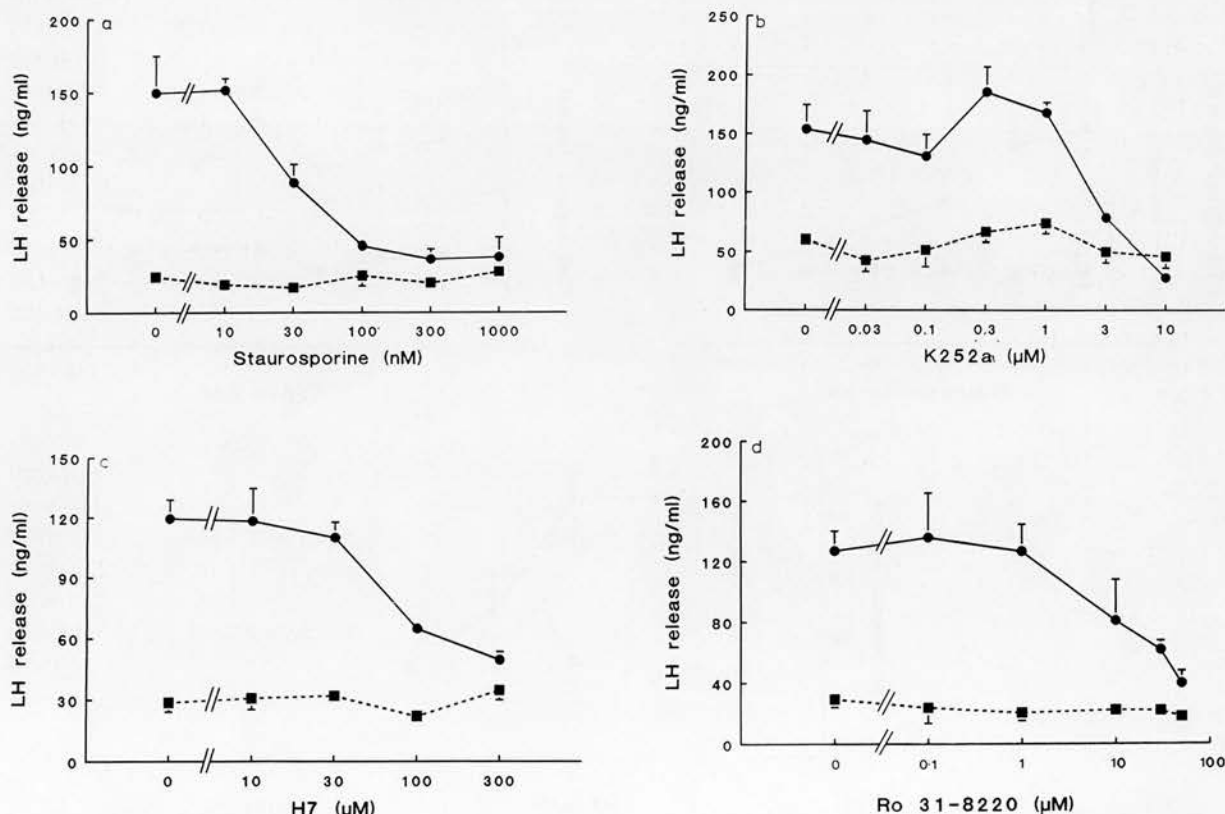 a
200
150
100
50
0
LH release (ng/ml)
0 10 30 100 300 1000
Staurosporine (nM)
b
250
200
150
100
50
0
LH release (ng/ml)
0 0.03 0.1 0.3 1 3 10
K252a (µM)
c
150
120
90
60
30
0
LH release (ng/ml)
0 10 30 100 300
H7 (µM)
d
200
160
120
80
40
0
LH release (ng/ml)
0 0·1 1 10 100
Ro 31-8220 (µM)